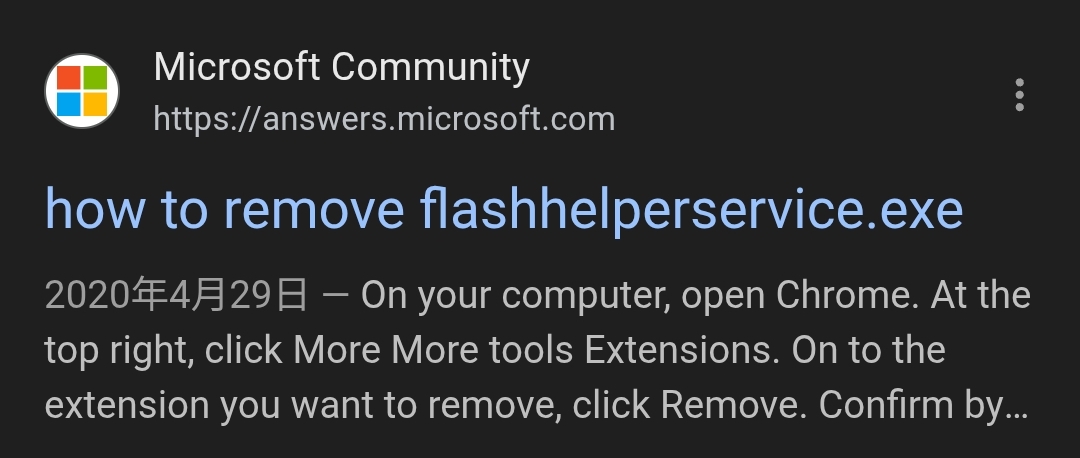 Microsoft Community
https://answers.microsoft.com
how to remove flashhelperservice.exe
2020年4月29日 — On your computer, open Chrome. At the
top right, click More More tools Extensions. On to the
extension you want to remove, click Remove. Confirm by...